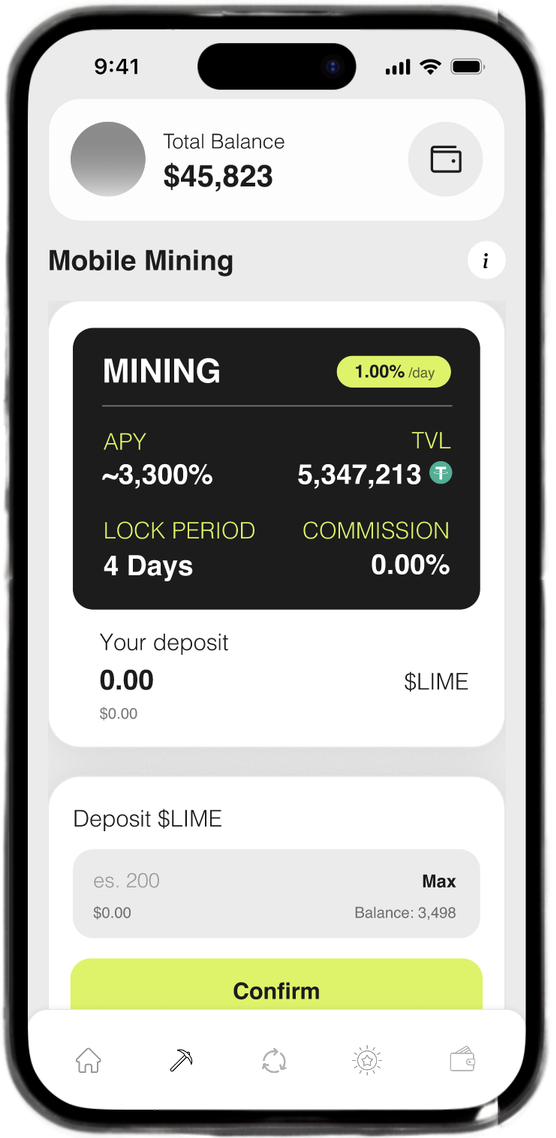 9:41
Total Balance
$45,823
Mobile Mining
i
MINING
1.00% /day
APY
TVL
~3,300%
5,347,213
LOCK PERIOD
COMMISSION
4 Days
0.00%
Your deposit
0.00
$LIME
$0.00
Deposit $LIME
es. 200
Max
$0.00
Balance: 3,498
Confirm